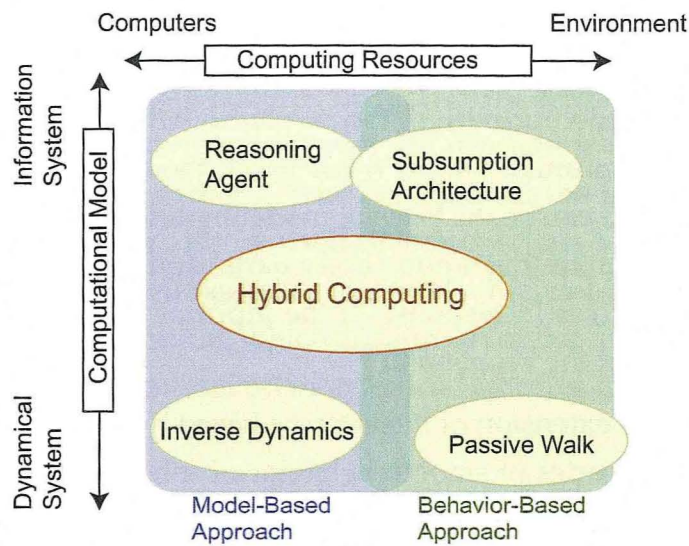 Computers
Environment
Computing Resources
Information
System
Computational Model
Dynamical
System
Reasoning
Agent
Subsumption
Architecture
Hybrid Computing
Inverse Dynamics
Passive Walk
Model-Based
Approach
Behavior-Based
Approach